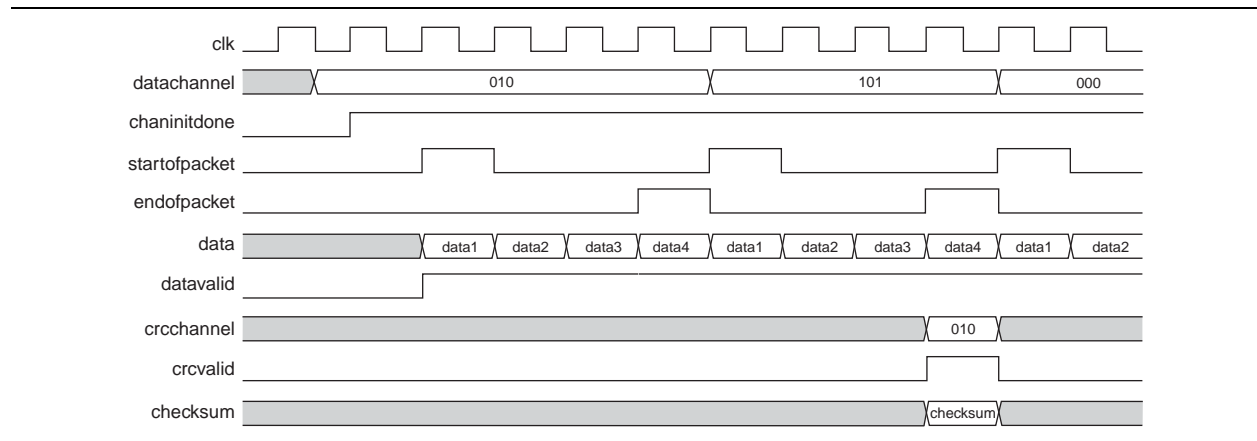 clk
datachannel 010 101 000
chaninitdone
startofpacket
endofpacket
data data1 data2 data3 data4 data1 data2 data3 data4 data1 data2
datavalid
crcchannel 010
crcvalid
checksum checksum